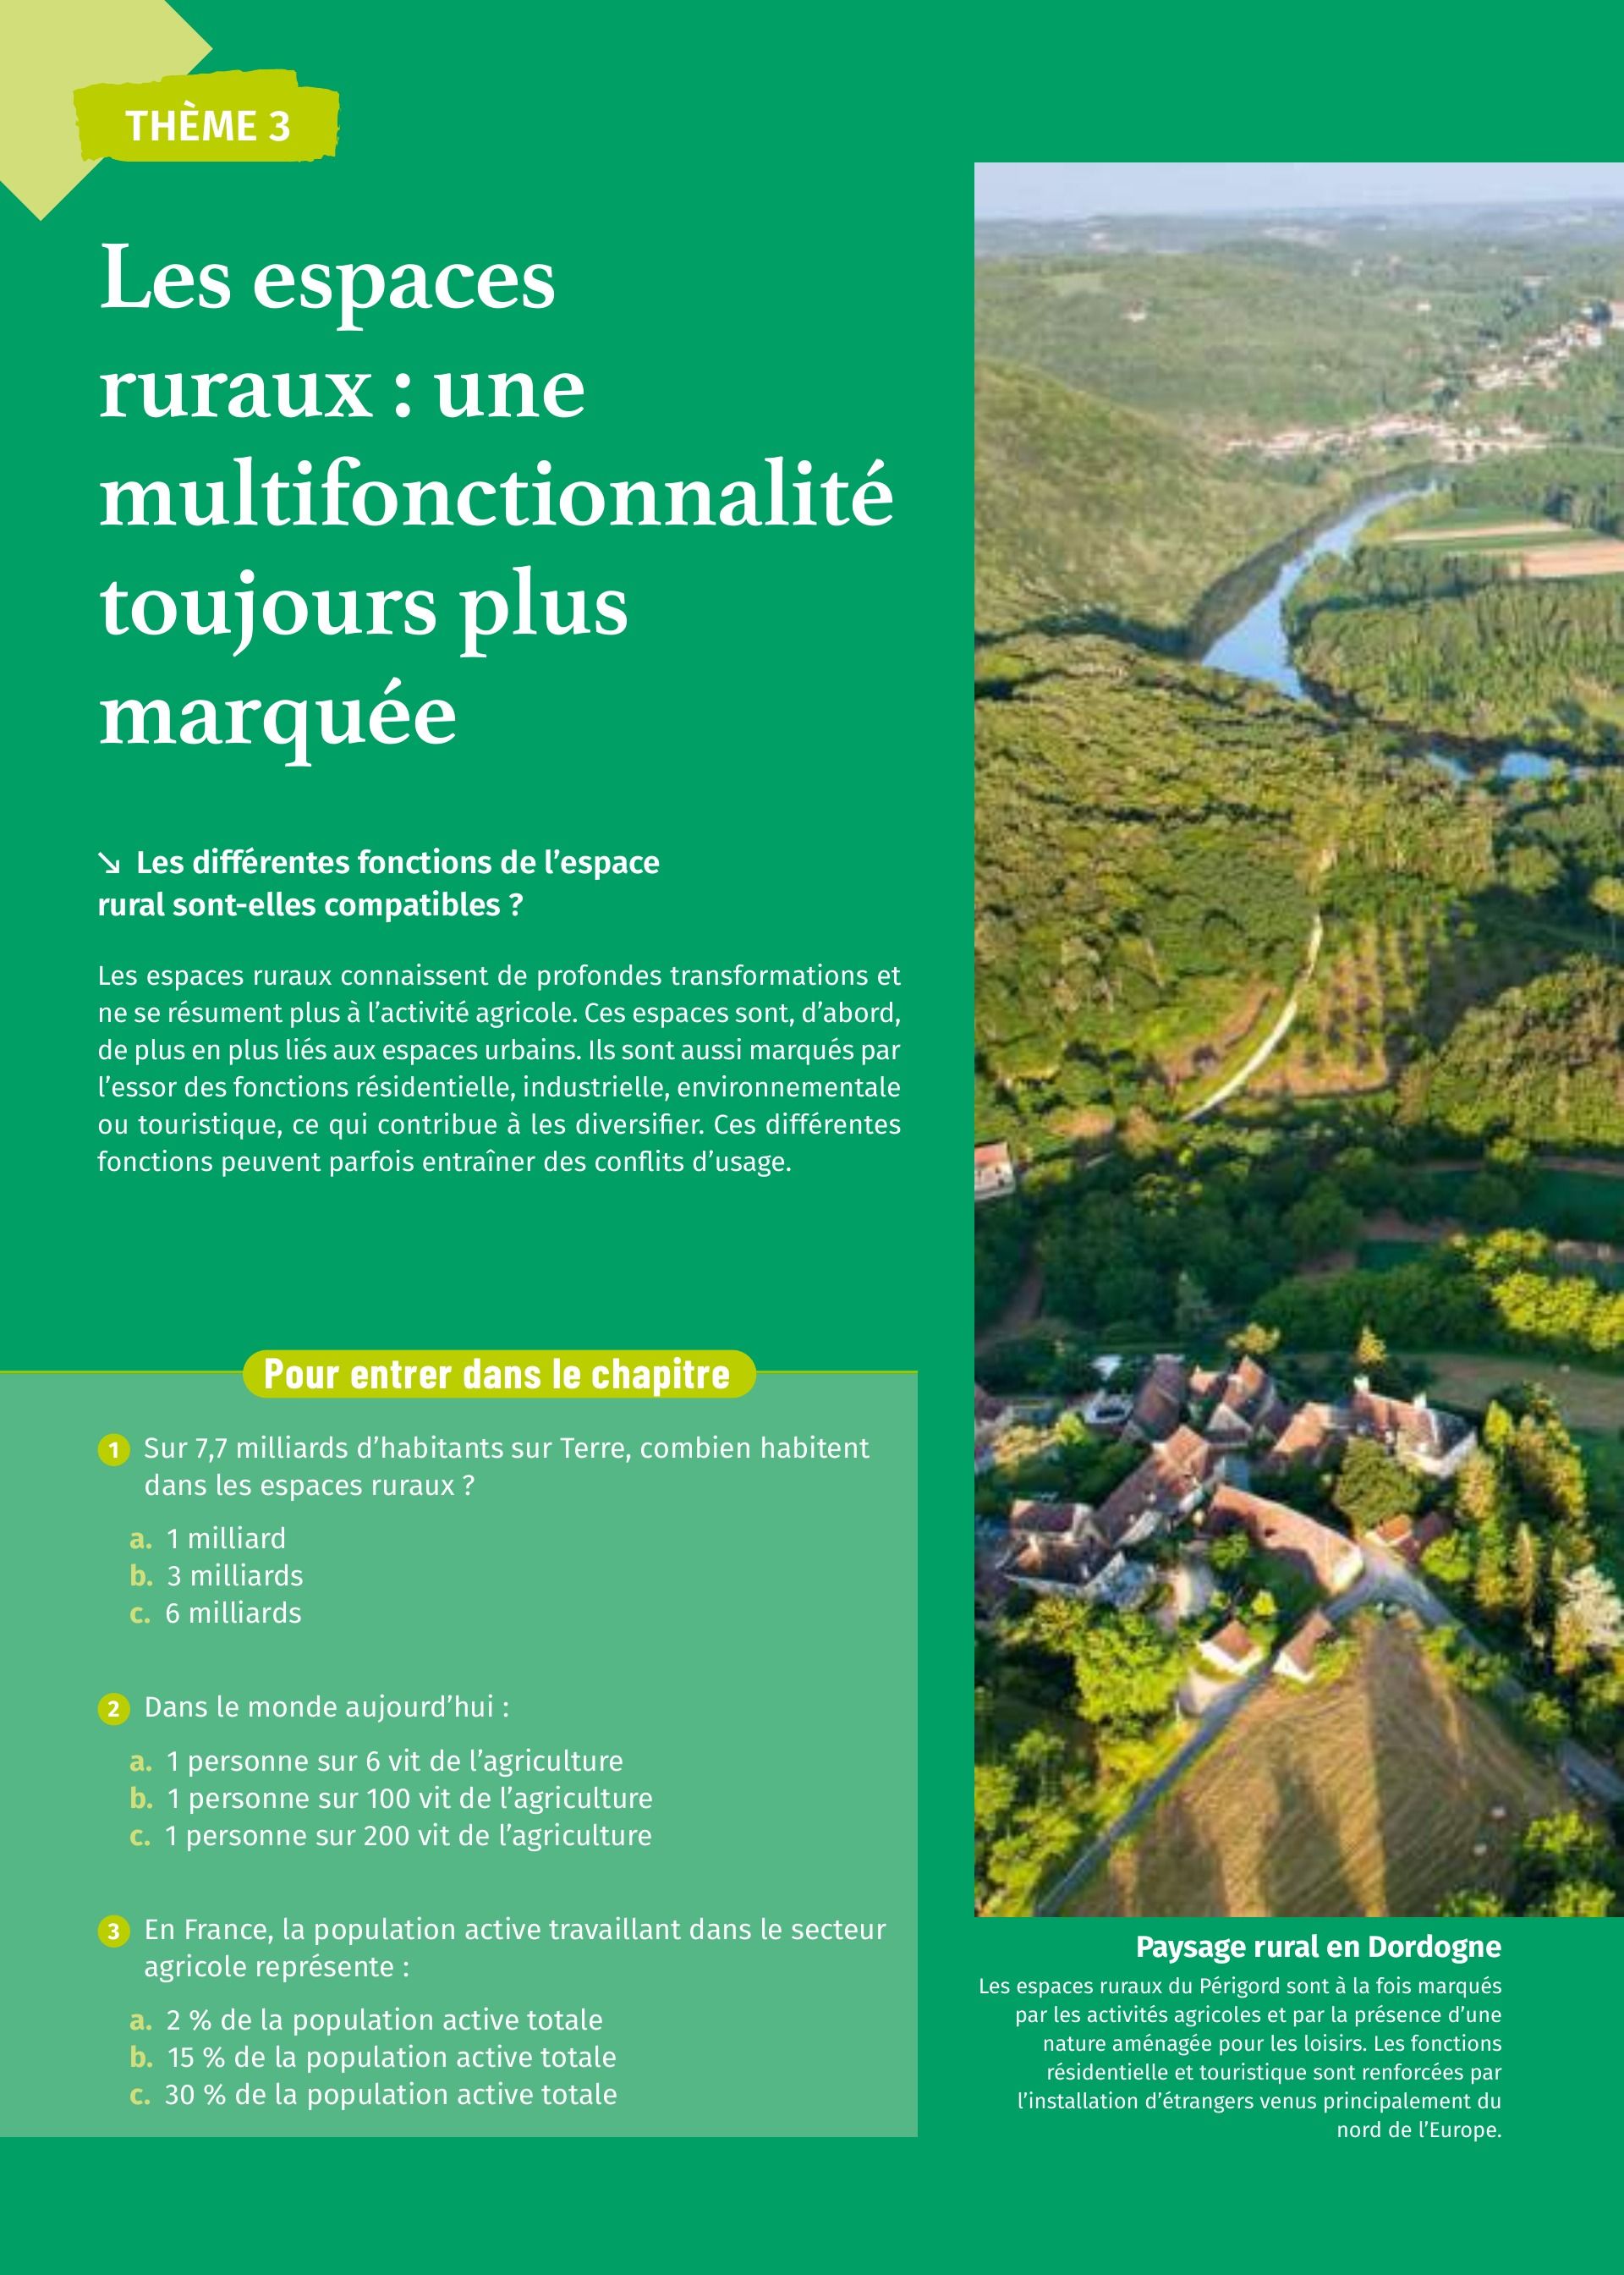 THÈME 3
Les espaces
ruraux : une
multifonctionnalité
toujours plus
marquée
↘ Les différentes fonctions de l’espace
rural sont-elles compatibles ?
Les espaces ruraux connaissent de profondes transformations et
ne se résument plus à l’activité agricole. Ces espaces sont, d’abord,
de plus en plus liés aux espaces urbains. Ils sont aussi marqués par
l’essor des fonctions résidentielle, industrielle, environnementale
ou touristique, ce qui contribue à les diversifier. Ces différentes
fonctions peuvent parfois entraîner des conflits d’usage.
Pour entrer dans le chapitre
1 Sur 7,7 milliards d’habitants sur Terre, combien habitent
dans les espaces ruraux ?
a. 1 milliard
b. 3 milliards
c. 6 milliards
2 Dans le monde aujourd’hui :
a. 1 personne sur 6 vit de l’agriculture
b. 1 personne sur 100 vit de l’agriculture
c. 1 personne sur 200 vit de l’agriculture
3 En France, la population active travaillant dans le secteur
agricole représente :
a. 2 % de la population active totale
b. 15 % de la population active totale
c. 30 % de la population active totale
Paysage rural en Dordogne
Les espaces ruraux du Périgord sont à la fois marqués
par les activités agricoles et par la présence d’une
nature aménagée pour les loisirs. Les fonctions
résidentielle et touristique sont renforcées par
l’installation d’étrangers venus principalement du
nord de l’Europe.